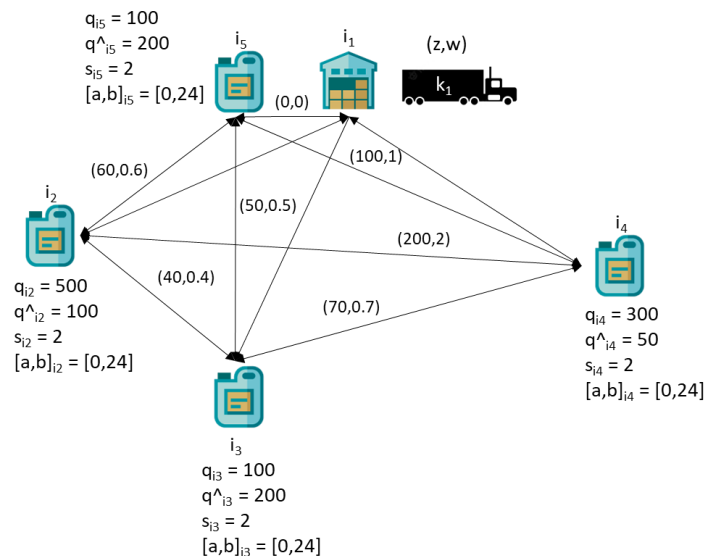 q_i5 = 100
q^_i5 = 200
s_i5 = 2
[a,b]_i5 = [0,24]
i_5
i_1
(z,w)
k_1
(0,0)
(60,0.6)
(100,1)
(50,0.5)
i_2
(200,2)
i_4
(40,0.4)
(70,0.7)
q_i2 = 500
q^_i2 = 100
s_i2 = 2
[a,b]_i2 = [0,24]
q_i4 = 300
q^_i4 = 50
s_i4 = 2
[a,b]_i4 = [0,24]
i_3
q_i3 = 100
q^_i3 = 200
s_i3 = 2
[a,b]_i3 = [0,24]